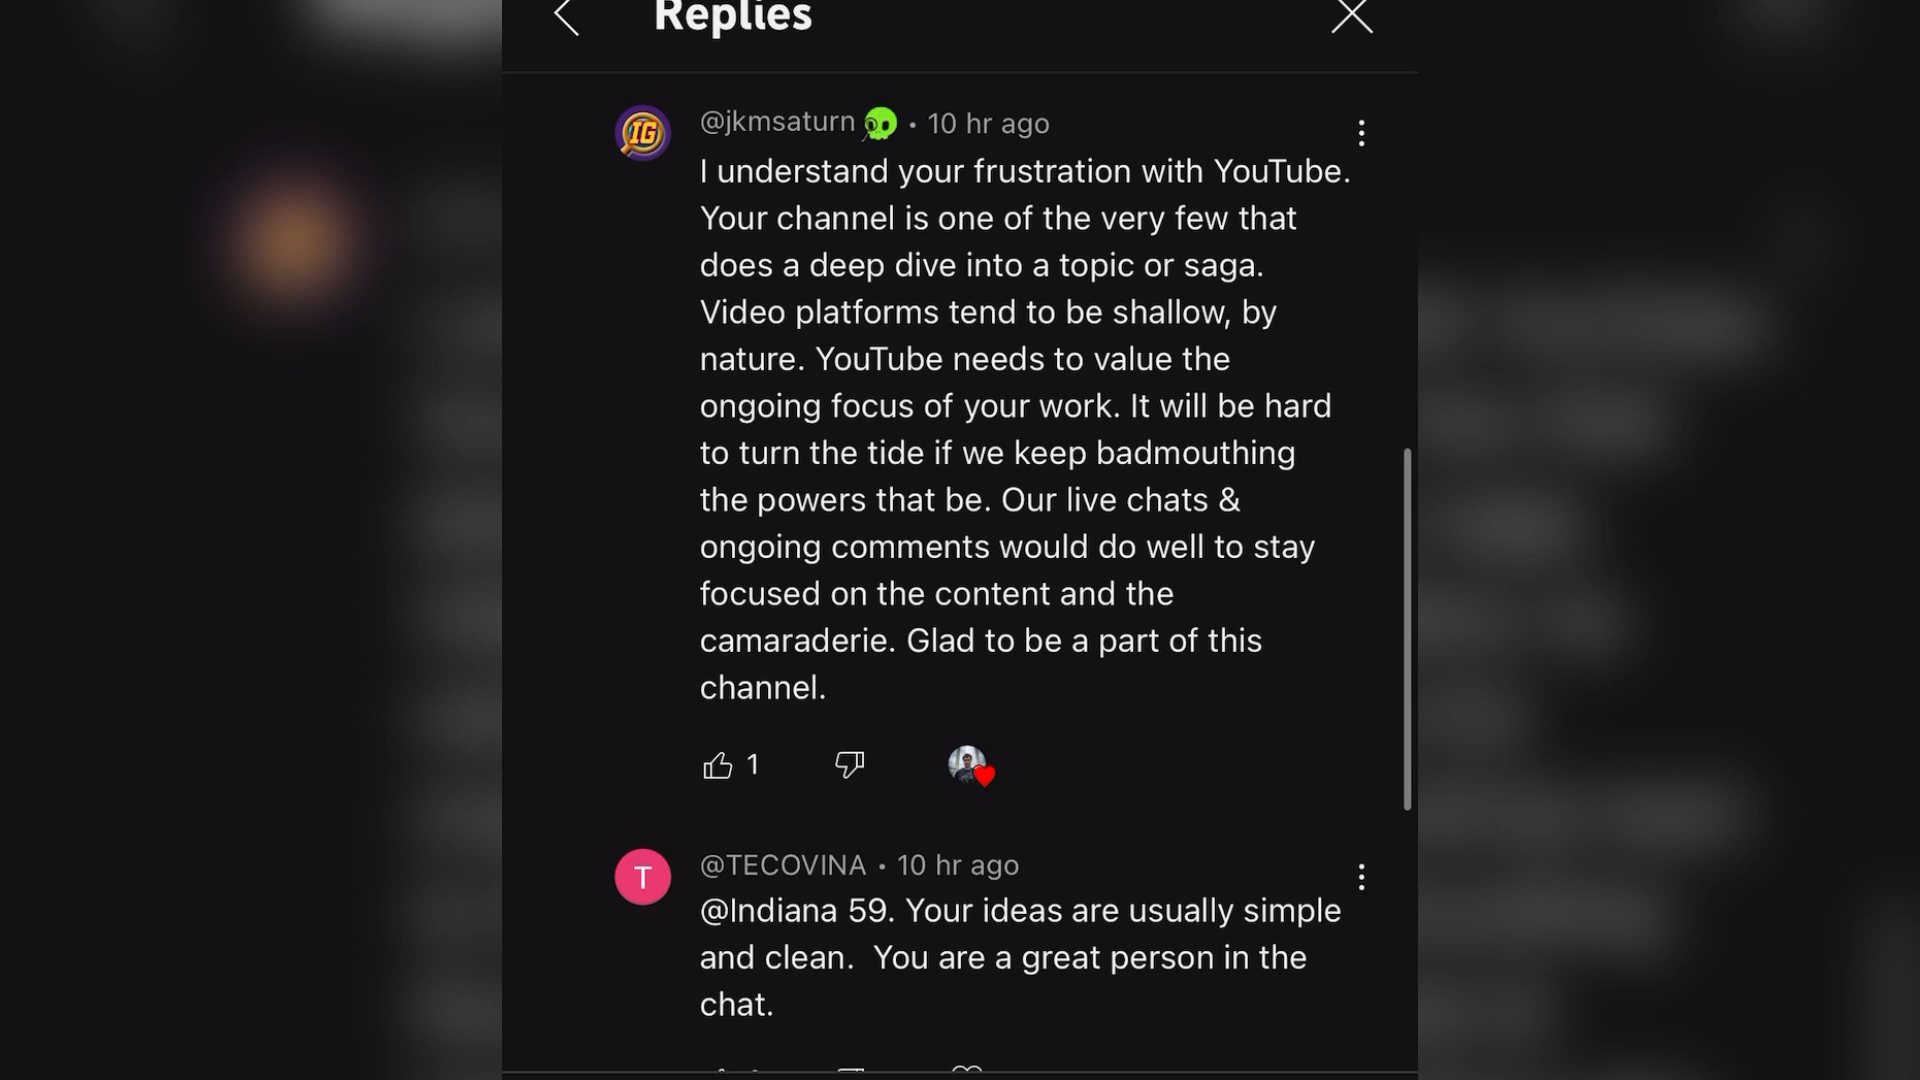 Replies
@jkmsaturn • 10 hr ago
IG
I understand your frustration with YouTube.
Your channel is one of the very few that
does a deep dive into a topic or saga.
Video platforms tend to be shallow, by
nature. YouTube needs to value the
ongoing focus of your work. It will be hard
to turn the tide if we keep badmouthing
the powers that be. Our live chats &
ongoing comments would do well to stay
focused on the content and the
camaraderie. Glad to be a part of this
channel.
1
T
@TECOVINA • 10 hr ago
@Indiana 59. Your ideas are usually simple
and clean.  You are a great person in the
chat.